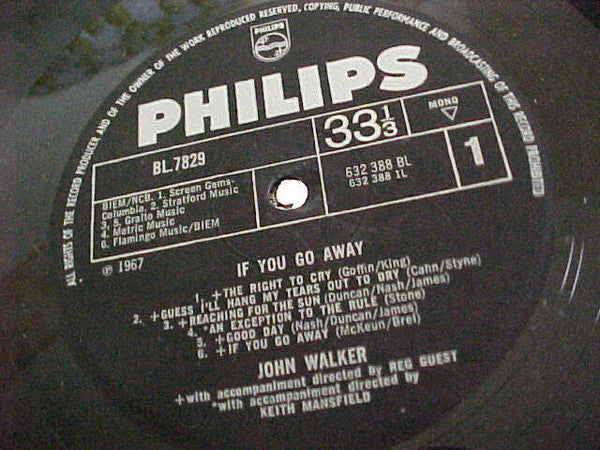 ALL RIGHTS OF THE RECORD PRODUCER AND OF THE OWNER OF THE WORK REPRODUCED RESERVED, COPYING, PUBLIC PERFORMANCE AND BROADCASTING OF THIS RECORD PROHIBITED
PHILIPS
PHILIPS
BL.7829
33 1/3
MONO
BIEM/NCB. 1. Screen Gems-
Columbia. 2. Stratford Music
3. 5. Gralto Music
4. Metric Music
6. Flamingo Music/BIEM
632 388 BL
632 388 1L
1
℗ 1967
IF YOU GO AWAY
1. +THE RIGHT TO CRY (Goffin/King)
2. +GUESS I'LL HANG MY TEARS OUT TO DRY (Cahn/Styne)
3. +REACHING FOR THE SUN (Duncan/Nash/James)
4. *AN EXCEPTION TO THE RULE (Stone)
5. +GOOD DAY (Nash/Duncan/James)
6. +IF YOU GO AWAY (McKeun/Brel)
JOHN WALKER
+with accompaniment directed by REG GUEST
*with accompaniment directed by
KEITH MANSFIELD